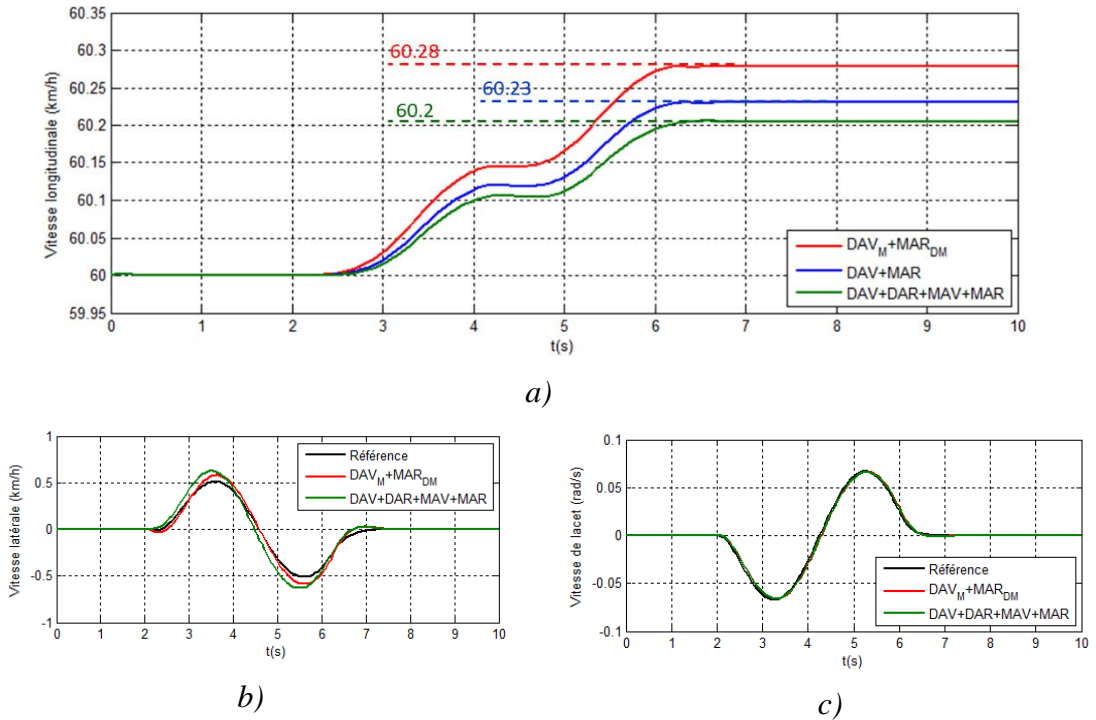 60.35
60.3
60.25
60.2
60.15
60.1
60.05
60
59.95
Vitesse longitudinale (km/h)
60.28
60.23
60.2
DAVM+MARDM
DAV+MAR
DAV+DAR+MAV+MAR
0 1 2 3 4 5 6 7 8 9 10
t(s)
a)
1
0.5
0
-0.5
-1
Vitesse latérale (km/h)
Référence
DAVM+MARDM
DAV+DAR+MAV+MAR
0 1 2 3 4 5 6 7 8 9 10
t(s)
b)
0.1
0.05
0
-0.05
-0.1
Vitesse de lacet (rad/s)
Référence
DAVM+MARDM
DAV+DAR+MAV+MAR
0 1 2 3 4 5 6 7 8 9 10
t(s)
c)